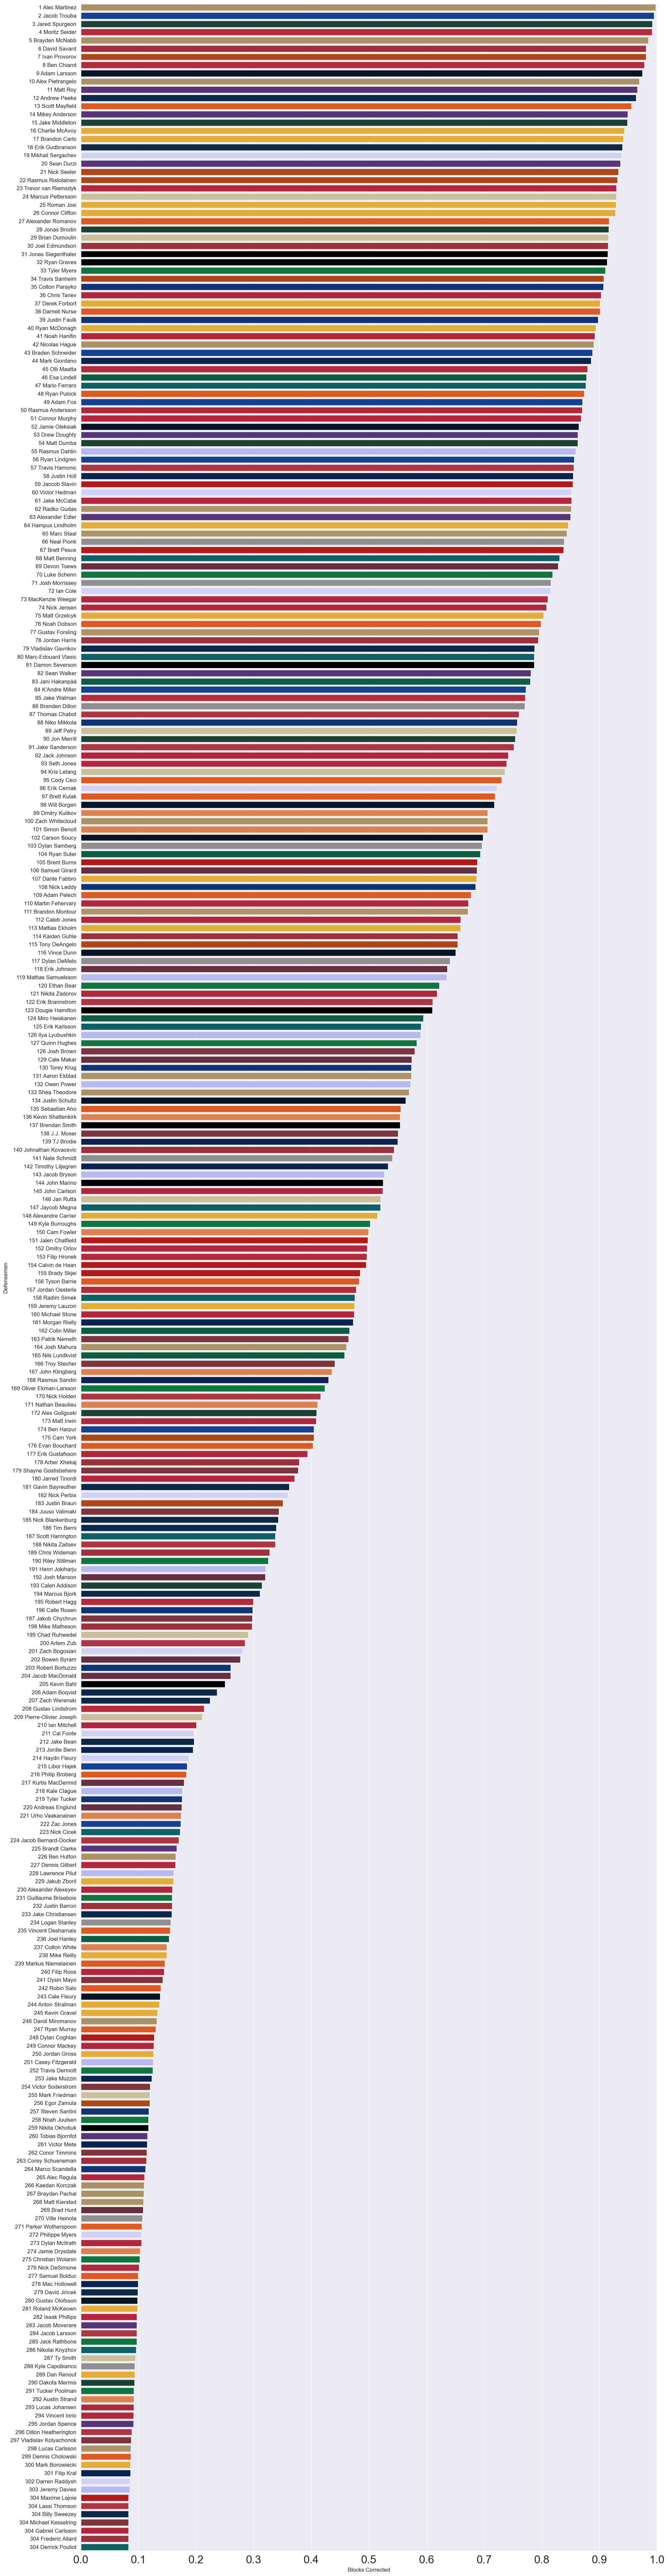 1 Alec Martinez
2 Jacob Trouba
3 Jared Spurgeon
4 Moritz Seider
5 Brayden McNabb
6 David Savard
7 Ivan Provorov
8 Ben Chiarot
9 Adam Larsson
10 Alex Pietrangelo
11 Matt Roy
12 Andrew Peeke
13 Scott Mayfield
14 Mikey Anderson
15 Jake Middleton
16 Charlie McAvoy
17 Brandon Carlo
18 Erik Gudbranson
19 Mikhail Sergachev
20 Sean Durzi
21 Nick Seeler
22 Rasmus Ristolainen
23 Trevor van Riemsdyk
24 Marcus Pettersson
25 Roman Josi
26 Connor Clifton
27 Alexander Romanov
28 Jonas Brodin
29 Brian Dumoulin
30 Joel Edmundson
31 Jonas Siegenthaler
32 Ryan Graves
33 Tyler Myers
34 Travis Sanheim
35 Colton Parayko
36 Chris Tanev
37 Derek Forbort
38 Darnell Nurse
39 Justin Faulk
40 Ryan McDonagh
41 Noah Hanifin
42 Nicolas Hague
43 Braden Schneider
44 Mark Giordano
45 Olli Maatta
46 Esa Lindell
47 Mario Ferraro
48 Ryan Pulock
49 Adam Fox
50 Rasmus Andersson
51 Connor Murphy
52 Jamie Oleksiak
53 Drew Doughty
54 Matt Dumba
55 Rasmus Dahlin
56 Ryan Lindgren
57 Travis Hamonic
58 Justin Holl
59 Jaccob Slavin
60 Victor Hedman
61 Jake McCabe
62 Radko Gudas
63 Alexander Edler
64 Hampus Lindholm
65 Marc Staal
66 Neal Pionk
67 Brett Pesce
68 Matt Benning
69 Devon Toews
70 Luke Schenn
71 Josh Morrissey
72 Ian Cole
73 MacKenzie Weegar
74 Nick Jensen
75 Matt Grzelcyk
76 Noah Dobson
77 Gustav Forsling
78 Jordan Harris
79 Vladislav Gavrikov
80 Marc-Edouard Vlasic
81 Damon Severson
82 Sean Walker
83 Jani Hakanpää
84 K'Andre Miller
85 Jake Walman
86 Brenden Dillon
87 Thomas Chabot
88 Niko Mikkola
89 Jeff Petry
90 Jon Merrill
91 Jake Sanderson
92 Jack Johnson
93 Seth Jones
94 Kris Letang
95 Cody Ceci
96 Erik Cernak
97 Brett Kulak
98 Will Borgen
99 Dmitry Kulikov
100 Zach Whitecloud
101 Simon Benoit
102 Carson Soucy
103 Dylan Samberg
104 Ryan Suter
105 Brent Burns
106 Samuel Girard
107 Dante Fabbro
108 Nick Leddy
109 Adam Pelech
110 Martin Fehervary
111 Brandon Montour
112 Caleb Jones
113 Mattias Ekholm
114 Kaiden Guhle
115 Tony DeAngelo
116 Vince Dunn
117 Dylan DeMelo
118 Erik Johnson
119 Mattias Samuelsson
120 Ethan Bear
121 Nikita Zadorov
122 Erik Brannstrom
123 Dougie Hamilton
124 Miro Heiskanen
125 Erik Karlsson
126 Ilya Lyubushkin
127 Quinn Hughes
128 Josh Brown
129 Cale Makar
130 Torey Krug
131 Aaron Ekblad
132 Owen Power
133 Shea Theodore
134 Justin Schultz
135 Sebastian Aho
136 Kevin Shattenkirk
137 Brendan Smith
138 J.J. Moser
139 TJ Brodie
140 Johnathan Kovacevic
141 Nate Schmidt
142 Timothy Liljegren
143 Jacob Bryson
144 John Marino
145 John Carlson
146 Jan Rutta
147 Jaycob Megna
148 Alexandre Carrier
149 Kyle Burroughs
150 Cam Fowler
151 Jalen Chatfield
152 Dmitry Orlov
153 Filip Hronek
154 Calvin de Haan
155 Brady Skjei
156 Tyson Barrie
157 Jordan Oesterle
158 Radim Simek
159 Jeremy Lauzon
160 Michael Stone
161 Morgan Rielly
162 Colin Miller
163 Patrik Nemeth
164 Josh Mahura
165 Nils Lundkvist
166 Troy Stecher
167 John Klingberg
168 Rasmus Sandin
169 Oliver Ekman-Larsson
170 Nick Holden
171 Nathan Beaulieu
172 Alex Goligoski
173 Matt Irwin
174 Ben Harpur
175 Cam York
176 Evan Bouchard
177 Erik Gustafsson
178 Arber Xhekaj
179 Shayne Gostisbehere
180 Jarred Tinordi
181 Gavin Bayreuther
182 Nick Perbix
183 Justin Braun
184 Juuso Valimaki
185 Nick Blankenburg
186 Tim Berni
187 Scott Harrington
188 Nikita Zaitsev
189 Chris Wideman
190 Riley Stillman
191 Henri Jokiharju
192 Josh Manson
193 Calen Addison
194 Marcus Bjork
195 Robert Hagg
196 Calle Rosen
197 Jakob Chychrun
198 Mike Matheson
199 Chad Ruhwedel
200 Artem Zub
201 Zach Bogosian
202 Bowen Byram
203 Robert Bortuzzo
204 Jacob MacDonald
205 Kevin Bahl
206 Adam Boqvist
207 Zach Werenski
208 Gustav Lindstrom
209 Pierre-Olivier Joseph
210 Ian Mitchell
211 Cal Foote
212 Jake Bean
213 Jordie Benn
214 Haydn Fleury
215 Libor Hajek
216 Philip Broberg
217 Kurtis MacDermid
218 Kale Clague
219 Tyler Tucker
220 Andreas Englund
221 Urho Vaakanainen
222 Zac Jones
223 Nick Cicek
224 Jacob Bernard-Docker
225 Brandt Clarke
226 Ben Hutton
227 Dennis Gilbert
228 Lawrence Pilut
229 Jakub Zboril
230 Alexander Alexeyev
231 Guillaume Brisebois
232 Justin Barron
233 Jake Christiansen
234 Logan Stanley
235 Vincent Desharnais
236 Joel Hanley
237 Colton White
238 Mike Reilly
239 Markus Niemelainen
240 Filip Roos
241 Dysin Mayo
242 Robin Salo
243 Cale Fleury
244 Anton Stralman
245 Kevin Gravel
246 Daniil Miromanov
247 Ryan Murray
248 Dylan Coghlan
249 Connor Mackey
250 Jordan Gross
251 Casey Fitzgerald
252 Travis Dermott
253 Jake Muzzin
254 Victor Soderstrom
255 Mark Friedman
256 Egor Zamula
257 Steven Santini
258 Noah Juulsen
259 Nikita Okhotiuk
260 Tobias Bjornfot
261 Victor Mete
262 Conor Timmins
263 Corey Schueneman
264 Marco Scandella
265 Alec Regula
266 Kaedan Korczak
267 Brayden Pachal
268 Matt Kiersted
269 Brad Hunt
270 Ville Heinola
271 Parker Wotherspoon
272 Philippe Myers
273 Dylan McIlrath
274 Jamie Drysdale
275 Christian Wolanin
276 Nick DeSimone
277 Samuel Bolduc
278 Mac Hollowell
279 David Jiricek
280 Gustav Olofsson
281 Roland McKeown
282 Isaak Phillips
283 Jacob Moverare
284 Jacob Larsson
285 Jack Rathbone
286 Nikolai Knyzhov
287 Ty Smith
288 Kyle Capobianco
289 Dan Renouf
290 Dakota Mermis
291 Tucker Poolman
292 Austin Strand
293 Lucas Johansen
294 Vincent Iorio
295 Jordan Spence
296 Dillon Heatherington
297 Vladislav Kolyachonok
298 Lucas Carlsson
299 Dennis Cholowski
300 Mark Borowiecki
301 Filip Kral
302 Darren Raddysh
303 Jeremy Davies
304 Maxime Lajoie
304 Lassi Thomson
304 Billy Sweezey
304 Michael Kesselring
304 Gabriel Carlsson
304 Frederic Allard
304 Derrick Pouliot
Defensemen
0.0 0.1 0.2 0.3 0.4 0.5 0.6 0.7 0.8 0.9 1.0
Blocks Corrected